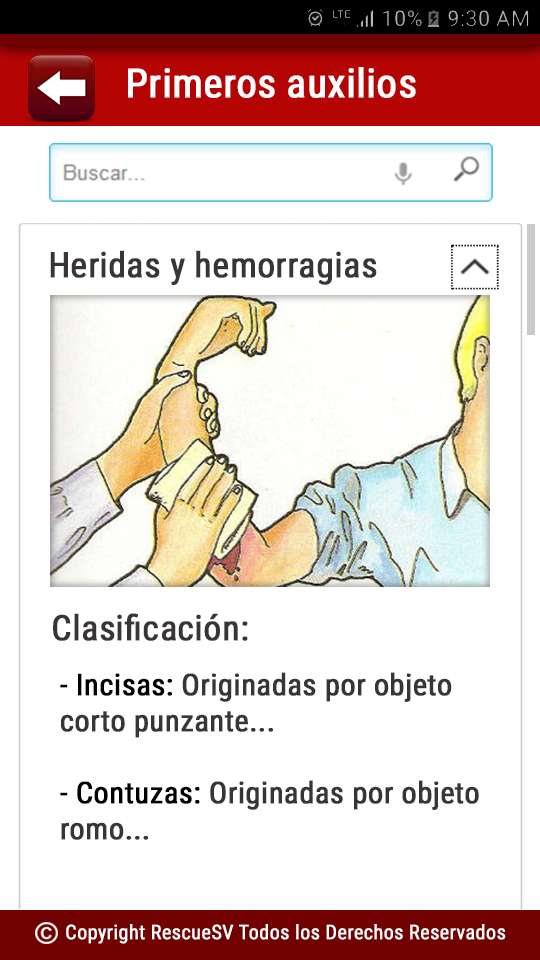 LTE 10% 9:30 AM
Primeros auxilios
Buscar...
Heridas y hemorragias
Clasificación:
- Incisas: Originadas por objeto
corto punzante...
- Contuzas: Originadas por objeto
romo...
© Copyright RescueSV Todos los Derechos Reservados